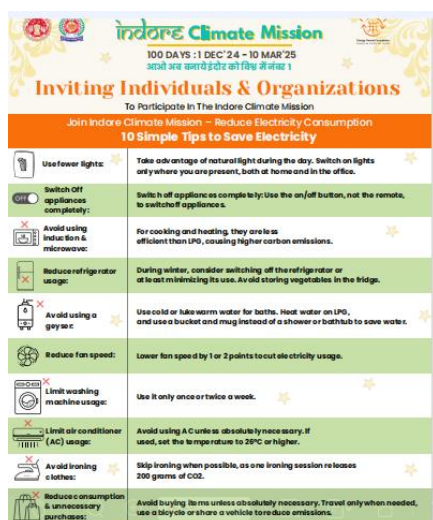 indore Climate Mission
100 DAYS : 1 DEC'24 - 10 MAR'25
आओ अब बनायें इंदौर को विश्व में नंबर 1
Inviting Individuals & Organizations
To Participate In The Indore Climate Mission
Join Indore Climate Mission – Reduce Electricity Consumption
10 Simple Tips to Save Electricity
Use fewer lights:
Take advantage of natural light during the day. Switch on lights
only where you are present, both at home and in the office.
OFF
Switch Off
appliances
completely:
Switch off appliances completely: Use the on/off button, not the remote,
to switch off appliances.
Avoid using
induction &
microwave:
For cooking and heating, they are less
efficient than LPG, causing higher carbon emissions.
Reduce refrigerator
usage:
During winter, consider switching off the refrigerator or
at least minimizing its use. Avoid storing vegetables in the fridge.
Avoid using a
geyser:
Use cold or lukewarm water for baths. Heat water on LPG,
and use a bucket and mug instead of a shower or bathtub to save water.
Reduce fan speed:
Lower fan speed by 1 or 2 points to cut electricity usage.
Limit washing
machine usage:
Use it only once or twice a week.
Limit air conditioner
(AC) usage:
Avoid using AC unless absolutely necessary. If
used, set the temperature to 26°C or higher.
Avoid ironing
clothes:
Skip ironing when possible, as one ironing session releases
200 grams of CO2.
Reduce consumption
& unnecessary
purchases:
Avoid buying items unless absolutely necessary. Travel only when needed,
use a bicycle or share a vehicle to reduce emissions.